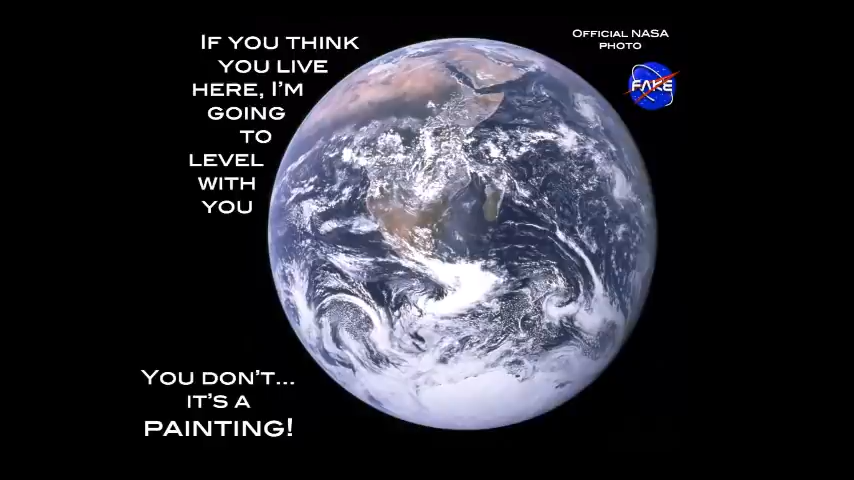 IF YOU THINK
YOU LIVE
HERE, I'M
GOING
TO
LEVEL
WITH
YOU
OFFICIAL NASA
PHOTO
FAKE
YOU DON'T...
IT'S A
PAINTING!